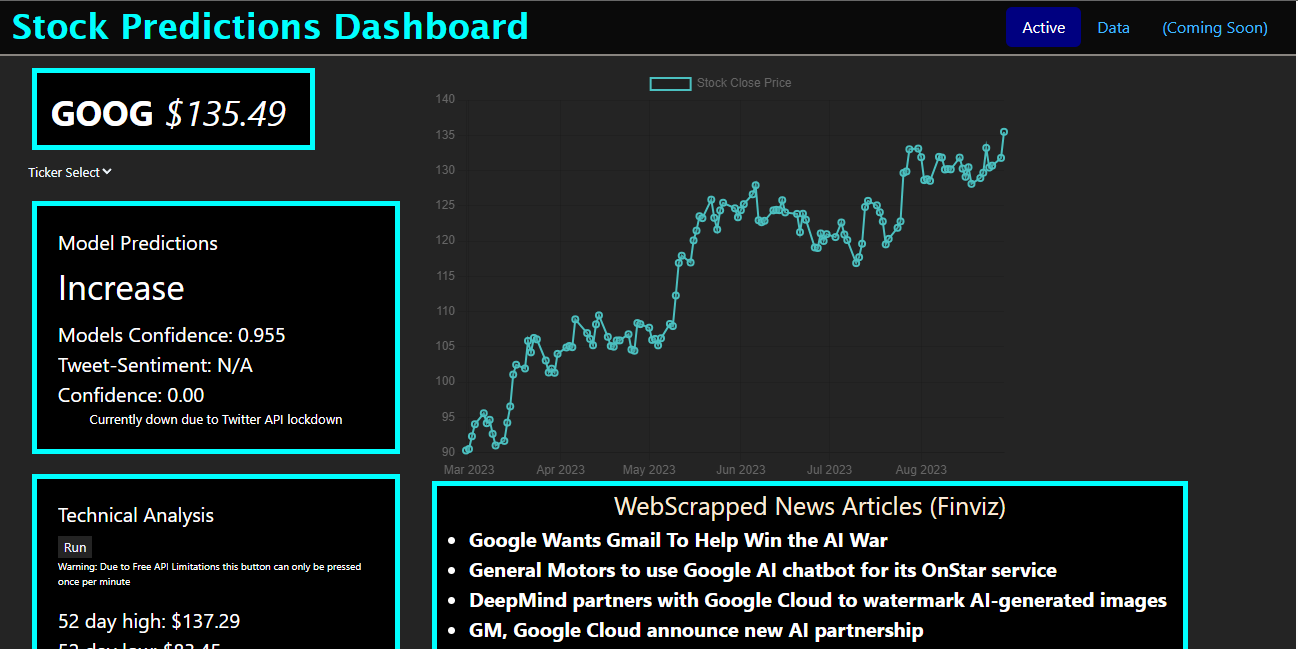 Stock Predictions Dashboard
Active Data (Coming Soon)
GOOG $135.49
Ticker Select
Model Predictions
Increase
Models Confidence: 0.955
Tweet-Sentiment: N/A
Confidence: 0.00
Currently down due to Twitter API lockdown
Technical Analysis
Run
Warning: Due to Free API Limitations this button can only be pressed
once per minute
52 day high: $137.29
52 day low: $83.45
Stock Close Price
140
135
130
125
120
115
110
105
100
95
90
Mar 2023 Apr 2023 May 2023 Jun 2023 Jul 2023 Aug 2023
WebScrapped News Articles (Finviz)
Google Wants Gmail To Help Win the AI War
General Motors to use Google AI chatbot for its OnStar service
DeepMind partners with Google Cloud to watermark AI-generated images
GM, Google Cloud announce new AI partnership